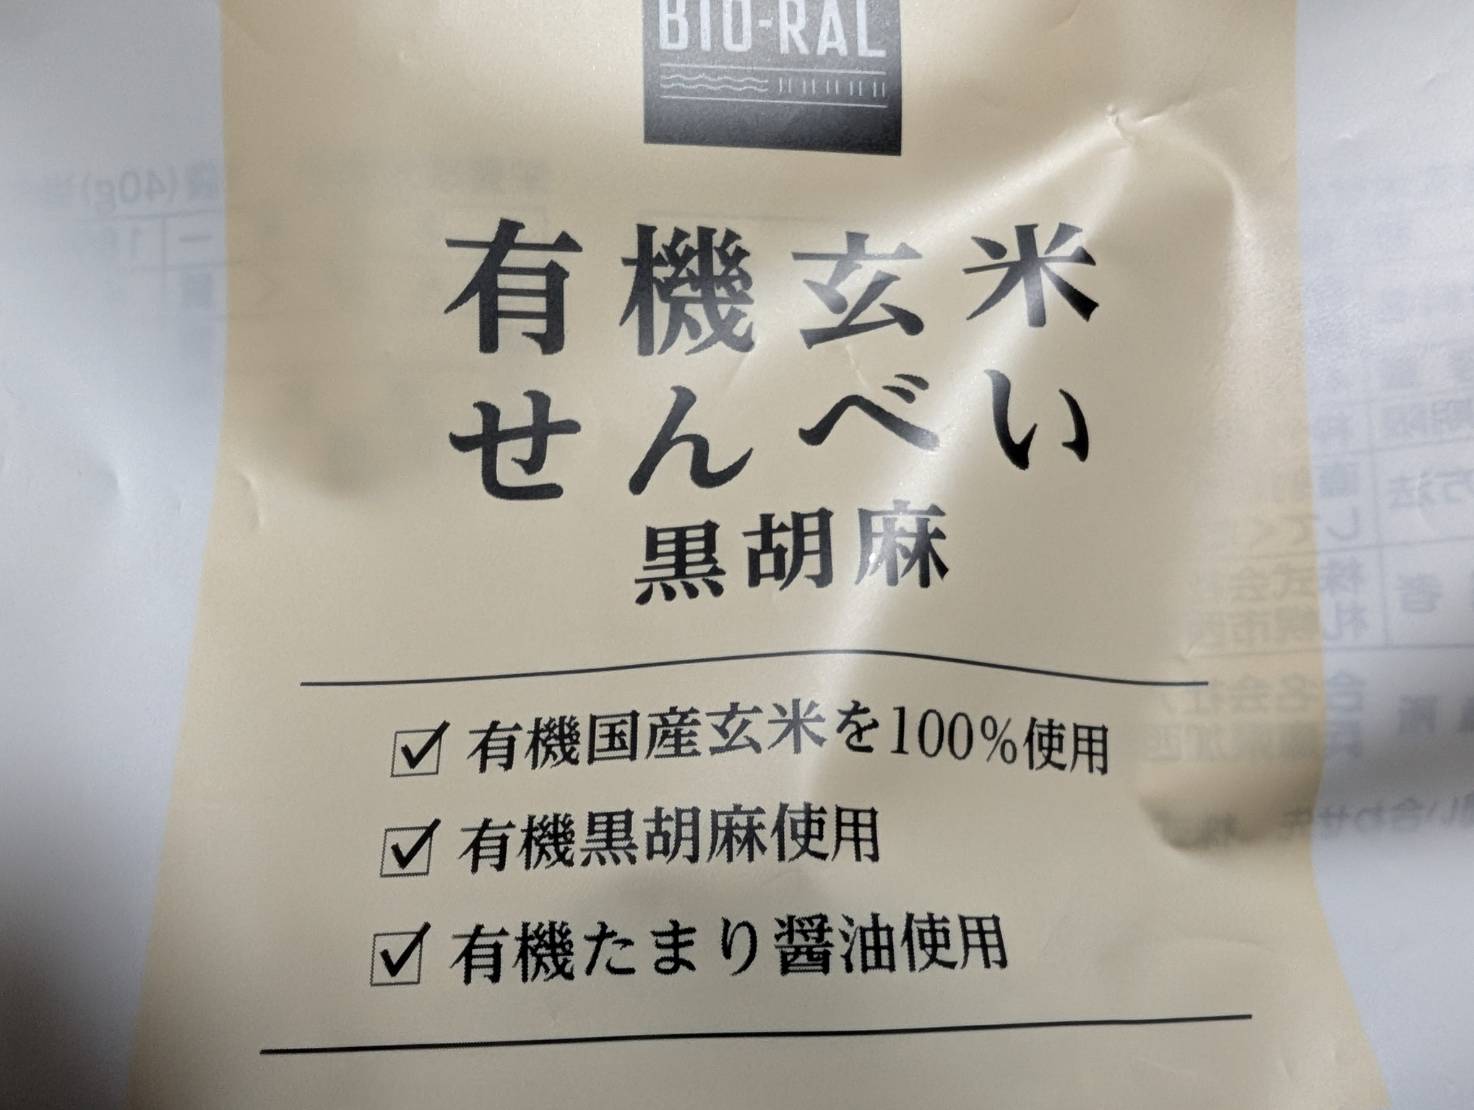 BIO-RAL
有機玄米
せんべい
黒胡麻
有機国産玄米を100%使用
有機黒胡麻使用
有機たまり醤油使用